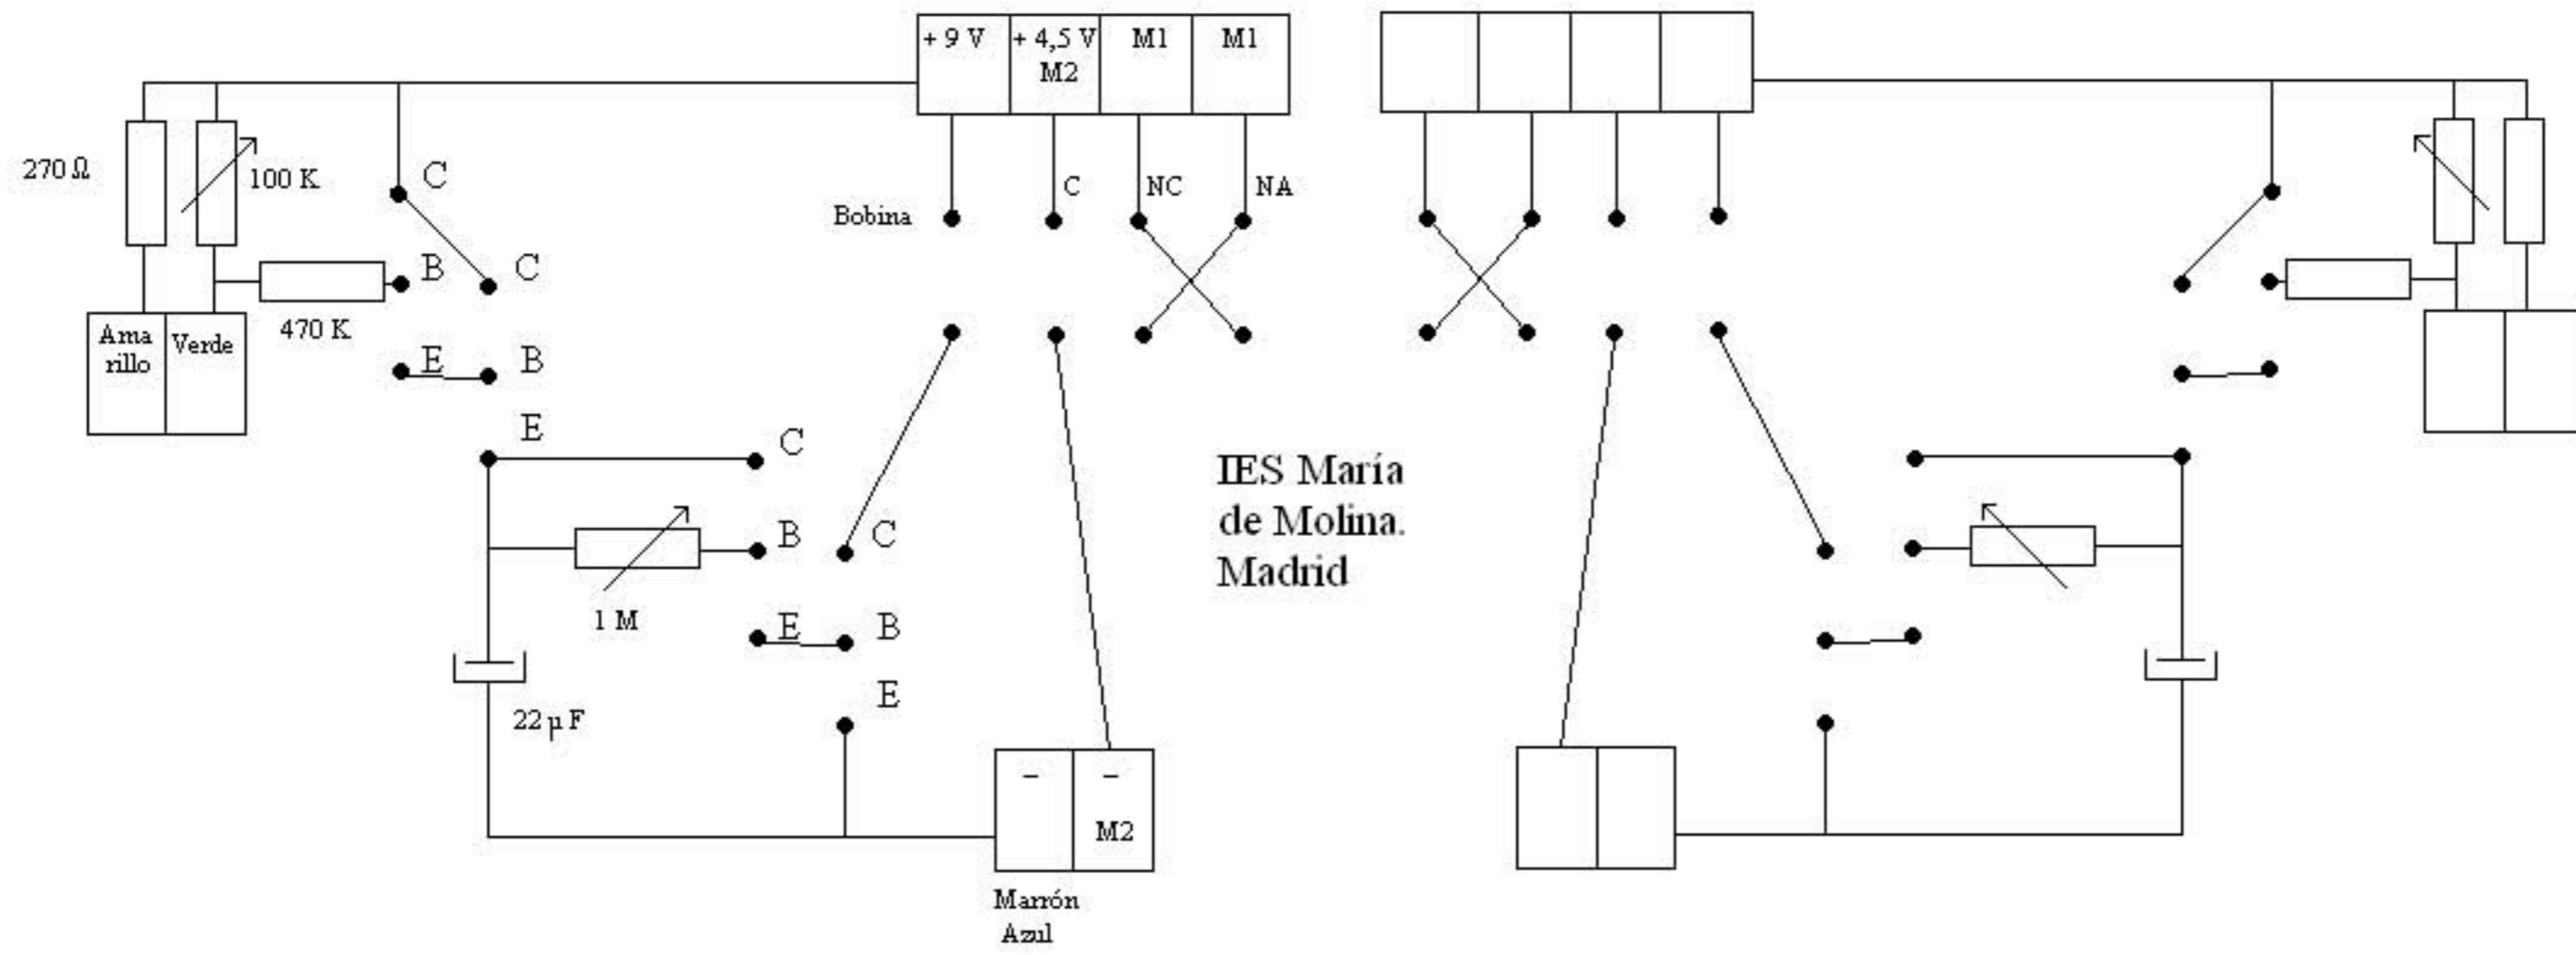 + 9 V
+ 4,5 V
M2
M1
M1
270 Ω
100 K
C
C
NC
NA
Bobina
B
C
470 K
Ama
rillo
Verde
E
B
E
C
B
C
1 M
E
B
E
22 µ F
IES María
de Molina.
Madrid
–
–
M2
Marrón
Azul